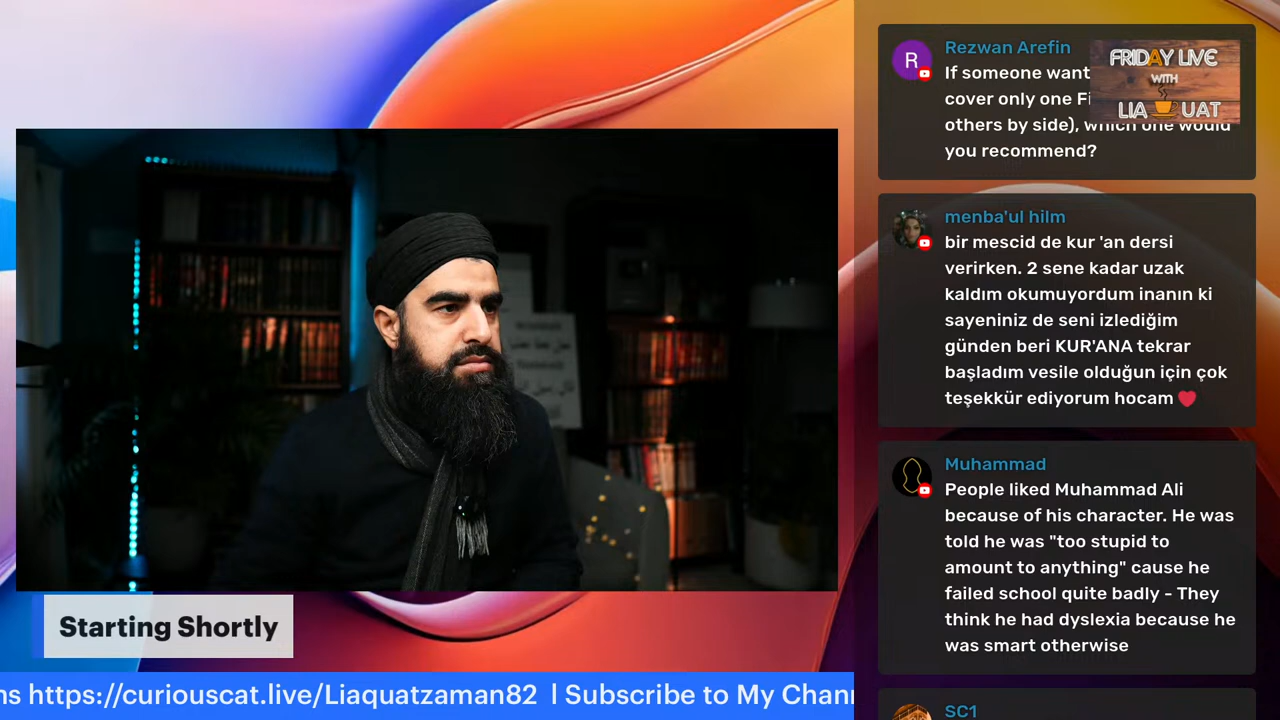 Rezwan Arefin
If someone want
cover only one Fi
others by side), which one would
you recommend?
FRIDAY LIVE
WITH
LIA UAT
menba'ul hilm
bir mescid de kur 'an dersi
verirken. 2 sene kadar uzak
kaldım okumuyordum inanın ki
sayeniniz de seni izlediğim
günden beri KUR'ANA tekrar
başladım vesile olduğun için çok
teşekkür ediyorum hocam ❤️
Muhammad
People liked Muhammad Ali
because of his character. He was
told he was "too stupid to
amount to anything" cause he
failed school quite badly - They
think he had dyslexia because he
was smart otherwise
SC1
R
Starting Shortly
ns https://curiouscat.live/Liaquatzaman82 | Subscribe to My Chann